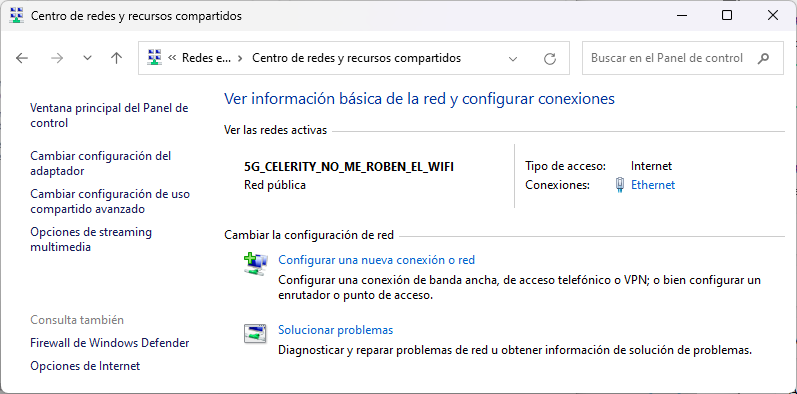 Centro de redes y recursos compartidos
Redes e...
Centro de redes y recursos compartidos
Buscar en el Panel de control
Ventana principal del Panel de
control
Cambiar configuración del
adaptador
Cambiar configuración de uso
compartido avanzado
Opciones de streaming
multimedia
Consulta también
Firewall de Windows Defender
Opciones de Internet
Ver información básica de la red y configurar conexiones
Ver las redes activas
5G_CELERITY_NO_ME_ROBEN_EL_WIFI
Red pública
Tipo de acceso: Internet
Conexiones: Ethernet
Cambiar la configuración de red
Configurar una nueva conexión o red
Configurar una conexión de banda ancha, de acceso telefónico o VPN; o bien configurar un
enrutador o punto de acceso.
Solucionar problemas
Diagnosticar y reparar problemas de red u obtener información de solución de problemas.